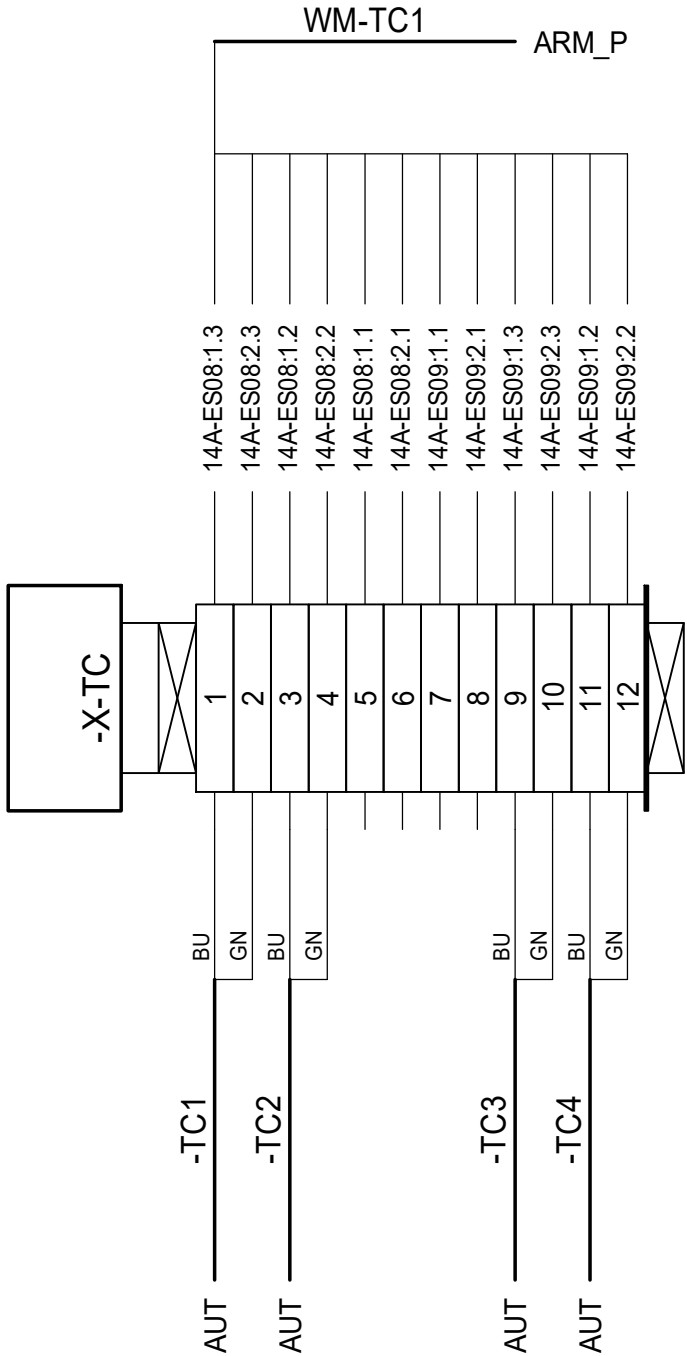 WM-TC1
ARM_P
14A-ES08:1.3
14A-ES08:2.3
14A-ES08:1.2
14A-ES08:2.2
14A-ES08:1.1
14A-ES08:2.1
14A-ES09:1.1
14A-ES09:2.1
14A-ES09:1.3
14A-ES09:2.3
14A-ES09:1.2
14A-ES09:2.2
-X-TC
1
2
3
4
5
6
7
8
9
10
11
12
BU
GN
BU
GN
BU
GN
BU
GN
-TC1
-TC2
-TC3
-TC4
AUT
AUT
AUT
AUT